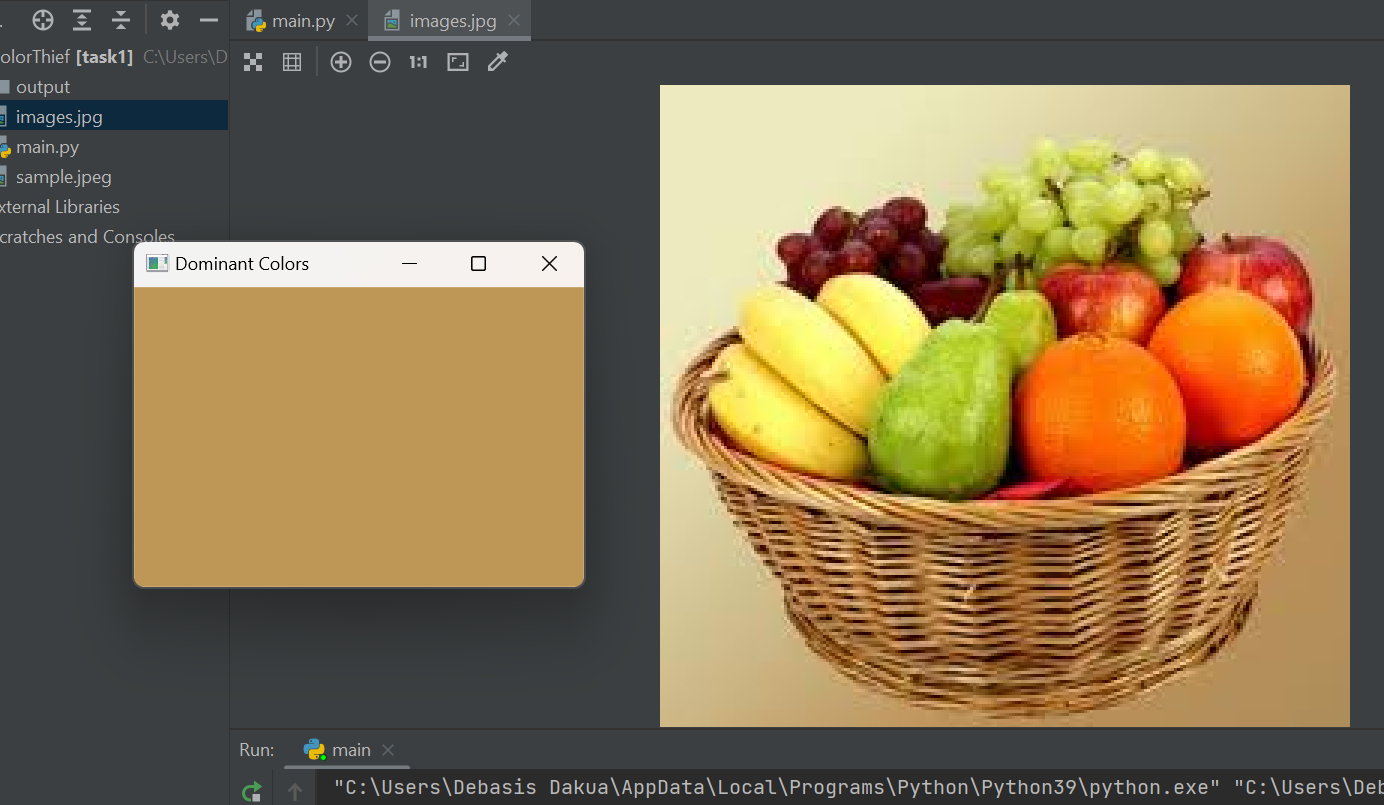 main.py
images.jpg
olorThief [task1] C:\Users\D
output
images.jpg
main.py
sample.jpeg
xternal Libraries
cratches and Consoles
1:1
Dominant Colors
Run: main
"C:\Users\Debasis Dakua\AppData\Local\Programs\Python\Python39\python.exe" "C:\Users\Deb